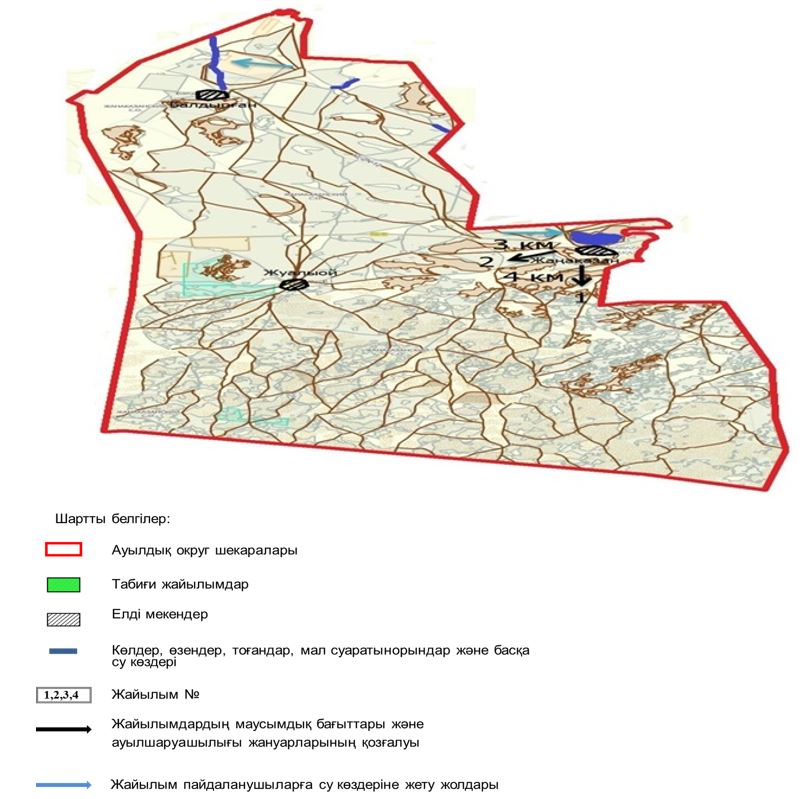 Балдырған
ЖАҢАҚАЗАНСКИЙ
С.О.
3 км
2
Жаңақазан
4 км
1
Жуалыой
Шартты белгілер:
Ауылдық округ шекаралары
Табиғи жайылымдар
Елді мекендер
Көлдер, өзендер, тоғандар, мал суаратынорындар және басқа
су көздері
1,2,3,4
Жайылым №
Жайылымдардың маусымдық бағыттары және
ауылшаруашылығы жануарларының қозғалуы
Жайылым пайдаланушыларға су көздеріне жету жолдары